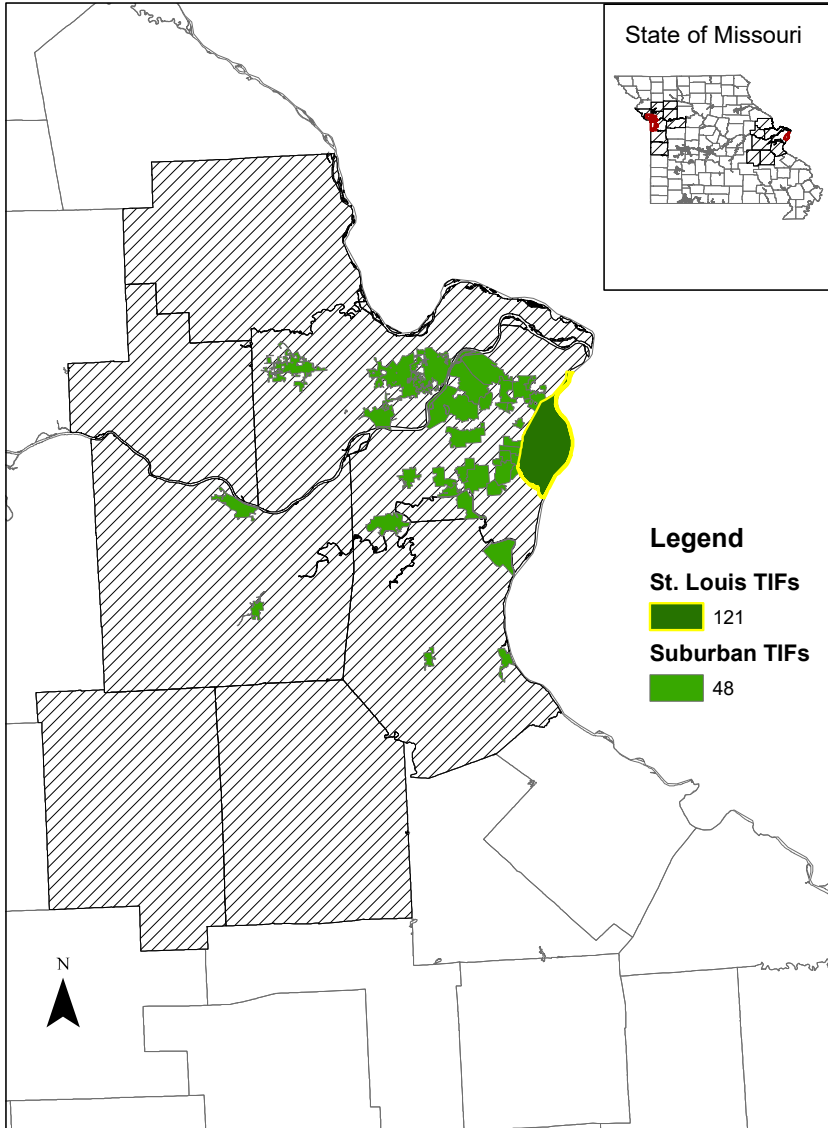 State of Missouri
Legend
St. Louis TIFs
121
Suburban TIFs
48
N